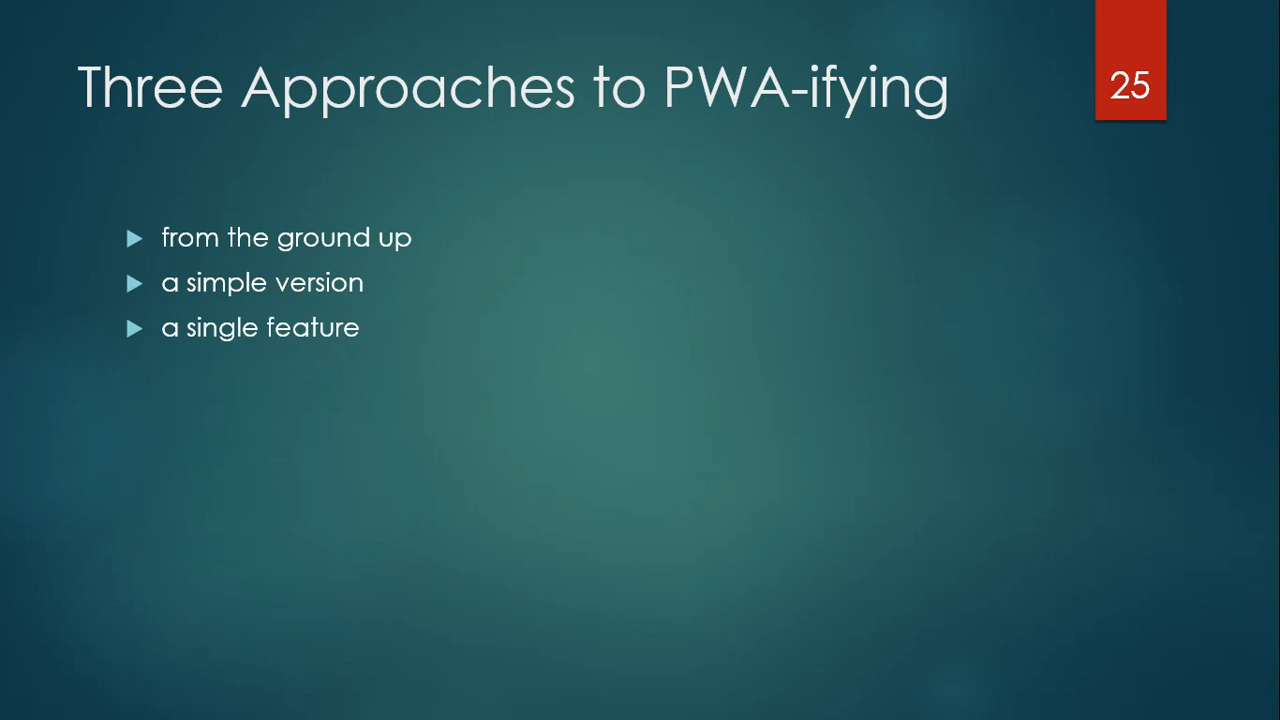 Three Approaches to PWA-ifying
25
from the ground up
a simple version
a single feature